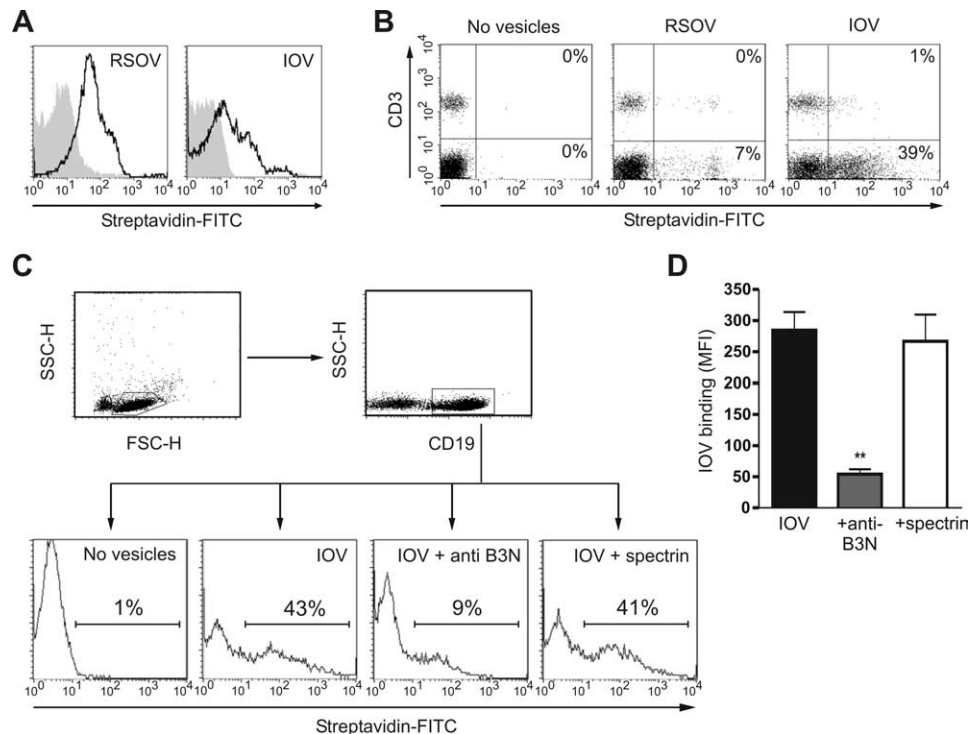 A
RSOV
IOV
10⁰ 10¹ 10² 10³ 10⁴
10⁰ 10¹ 10² 10³ 10⁴
Streptavidin-FITC
B
No vesicles
RSOV
IOV
CD3
10⁴
10³
10²
10¹
10⁰
0%
0%
0%
7%
1%
39%
10⁰ 10¹ 10² 10³ 10⁴
10⁰ 10¹ 10² 10³ 10⁴
10⁰ 10¹ 10² 10³ 10⁴
Streptavidin-FITC
C
SSC-H
FSC-H
SSC-H
CD19
No vesicles
1%
IOV
43%
IOV + anti B3N
9%
IOV + spectrin
41%
10⁰ 10¹ 10² 10³ 10⁴
10⁰ 10¹ 10² 10³ 10⁴
10⁰ 10¹ 10² 10³ 10⁴
10⁰ 10¹ 10² 10³ 10⁴
Streptavidin-FITC
D
IOV binding (MFI)
350
300
250
200
150
100
50
0
**
IOV
+anti-
B3N
+spectrin